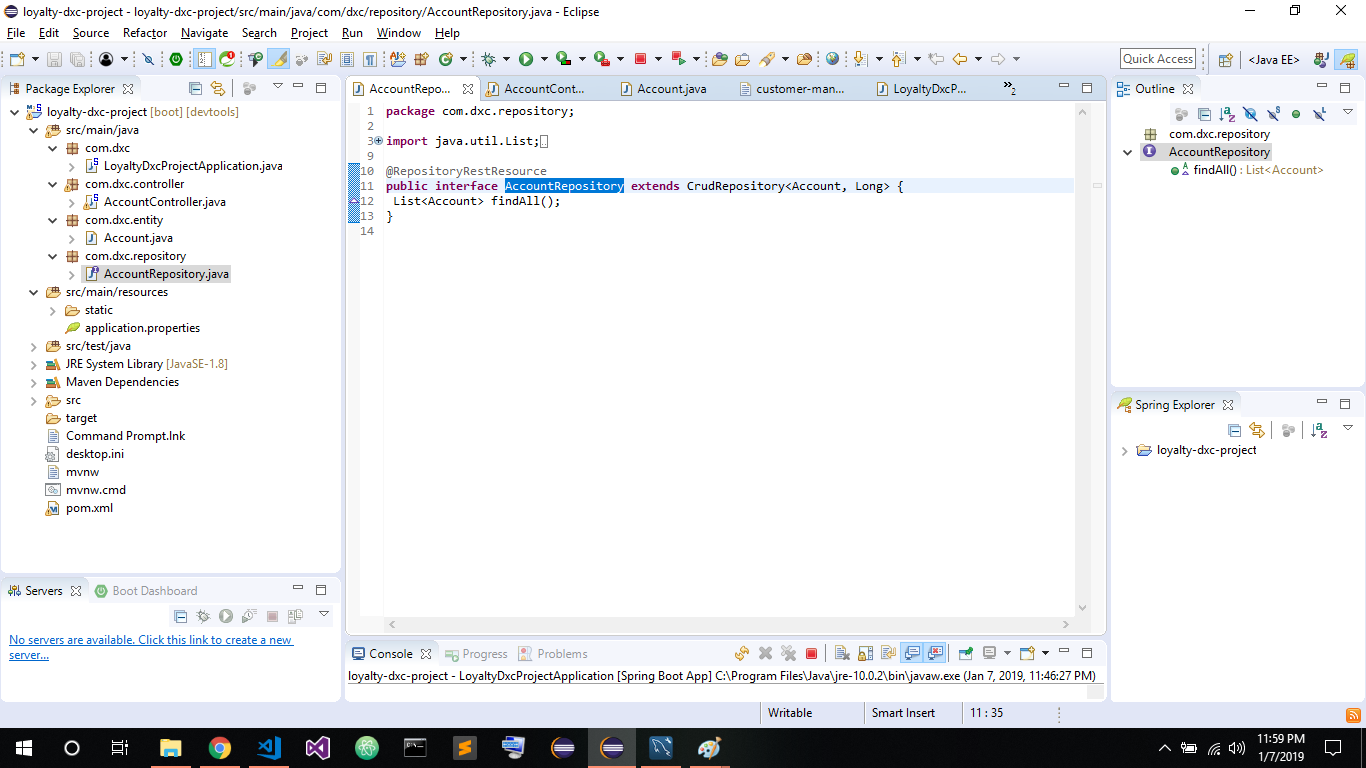 loyalty-dxc-project - loyalty-dxc-project/src/main/java/com/dxc/repository/AccountRepository.java - Eclipse
File Edit Source Refactor Navigate Search Project Run Window Help
Quick Access
<Java EE>
Package Explorer
loyalty-dxc-project [boot] [devtools]
src/main/java
com.dxc
LoyaltyDxcProjectApplication.java
com.dxc.controller
AccountController.java
com.dxc.entity
Account.java
com.dxc.repository
AccountRepository.java
src/main/resources
static
application.properties
src/test/java
JRE System Library [JavaSE-1.8]
Maven Dependencies
src
target
Command Prompt.lnk
desktop.ini
mvnw
mvnw.cmd
pom.xml
Servers Boot Dashboard
No servers are available. Click this link to create a new
server...
AccountRepo... AccountCont... Account.java customer-man... LoyaltyDxcP... »2
1 package com.dxc.repository;
2
3 import java.util.List;
9
10 @RepositoryRestResource
11 public interface AccountRepository extends CrudRepository<Account, Long> {
12 List<Account> findAll();
13 }
14
Console Progress Problems
loyalty-dxc-project - LoyaltyDxcProjectApplication [Spring Boot App] C:\Program Files\Java\jre-10.0.2\bin\javaw.exe (Jan 7, 2019, 11:46:27 PM)
Outline
com.dxc.repository
AccountRepository
findAll() : List<Account>
Spring Explorer
loyalty-dxc-project
Writable Smart Insert 11 : 35
11:59 PM
1/7/2019